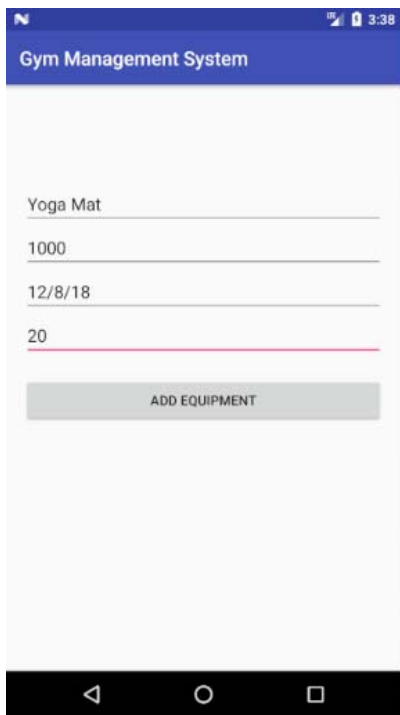 3:38
Gym Management System
Yoga Mat
1000
12/8/18
20
ADD EQUIPMENT